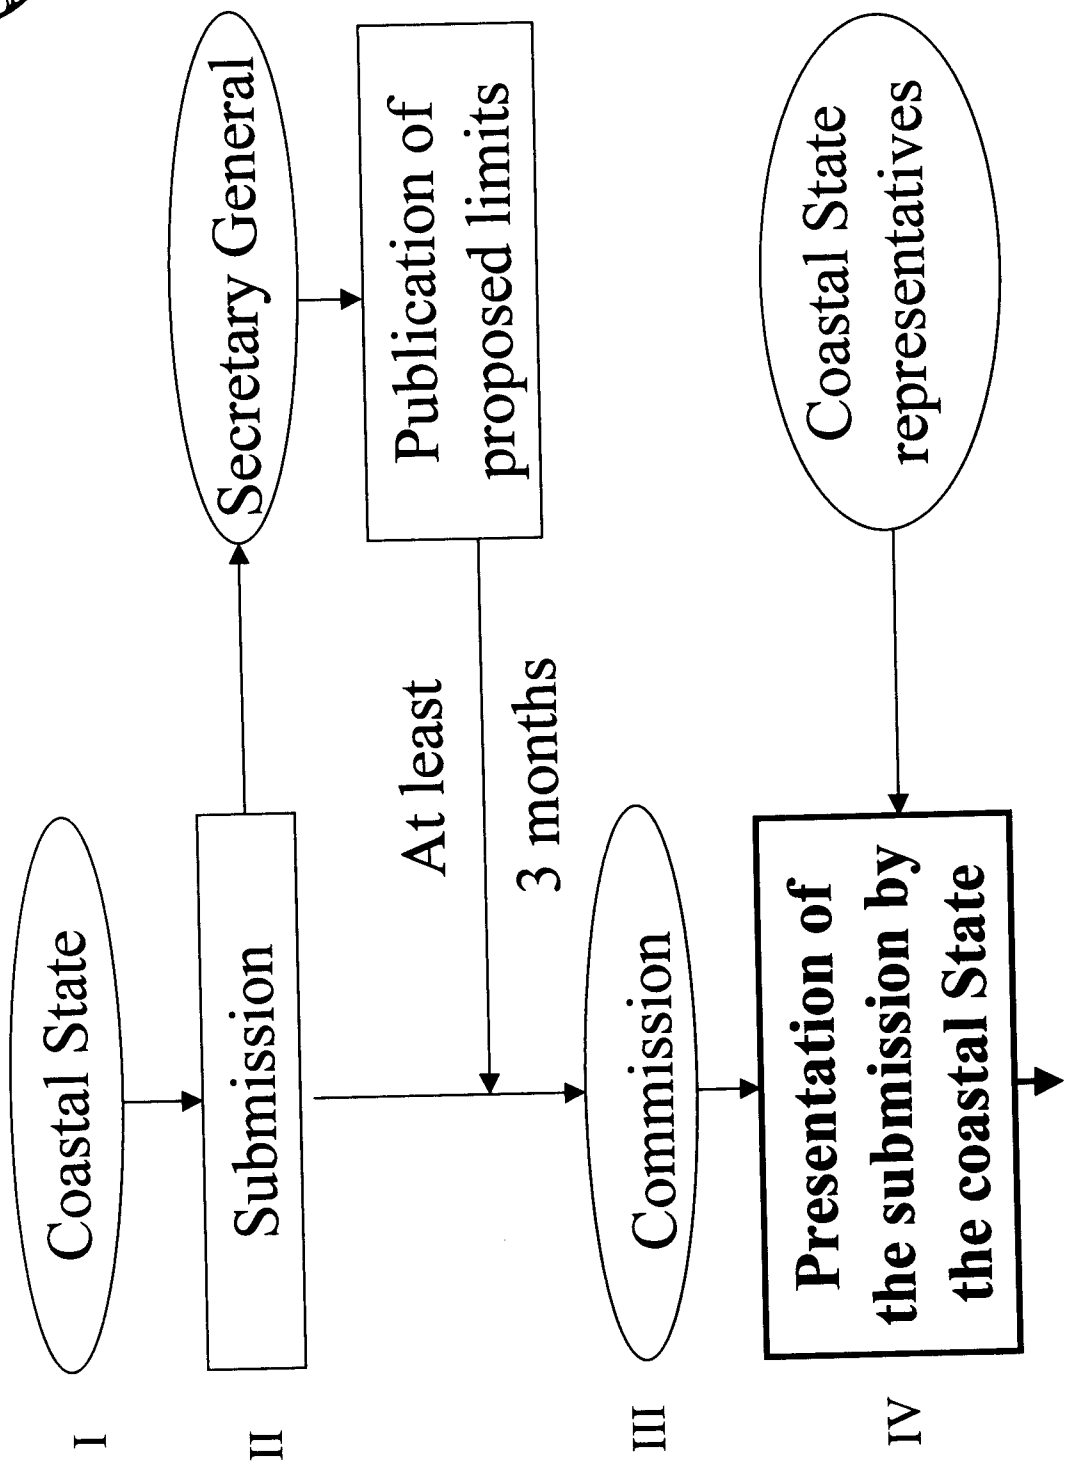 I
Coastal State
II
Submission
Secretary General
Publication of
proposed limits
At least
3 months
III
Commission
IV
Presentation of
the submission by
the coastal State
Coastal State
representatives